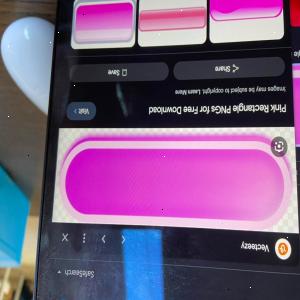 SafeSearch
Vecteezy
Pink Rectangle PNGs for Free Download
Visit
Images may be subject to copyright. Learn More
Share
Save